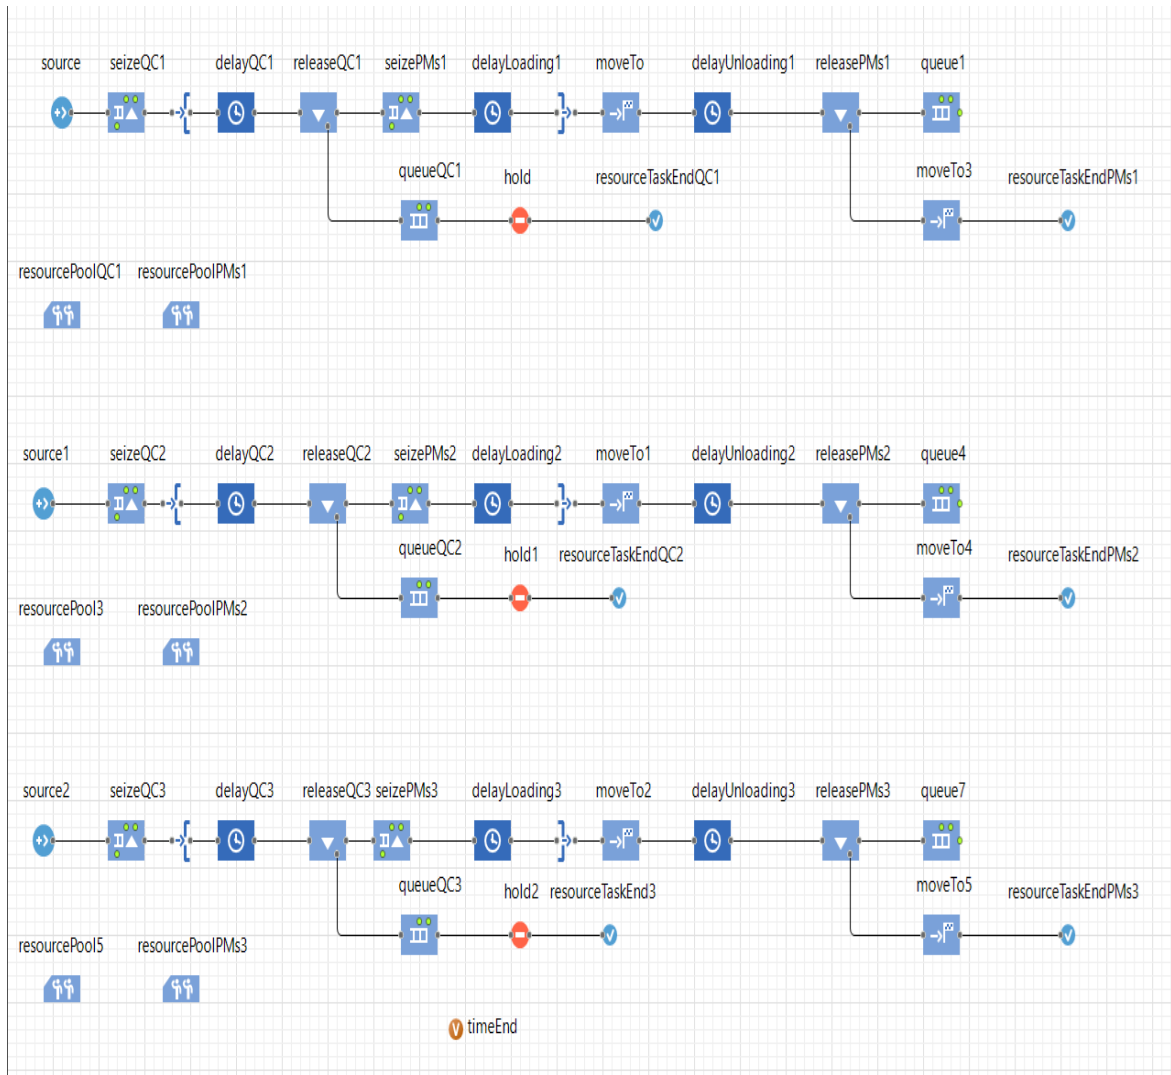 source seizeQC1 delayQC1 releaseQC1 seizePMs1 delayLoading1 moveTo delayUnloading1 releasePMs1 queue1
queueQC1 hold resourceTaskEndQC1 moveTo3 resourceTaskEndPMs1
resourcePoolQC1 resourcePoolPMs1
source1 seizeQC2 delayQC2 releaseQC2 seizePMs2 delayLoading2 moveTo1 delayUnloading2 releasePMs2 queue4
queueQC2 hold1 resourceTaskEndQC2 moveTo4 resourceTaskEndPMs2
resourcePool3 resourcePoolPMs2
source2 seizeQC3 delayQC3 releaseQC3 seizePMs3 delayLoading3 moveTo2 delayUnloading3 releasePMs3 queue7
queueQC3 hold2 resourceTaskEnd3 moveTo5 resourceTaskEndPMs3
resourcePool5 resourcePoolPMs3
V timeEnd